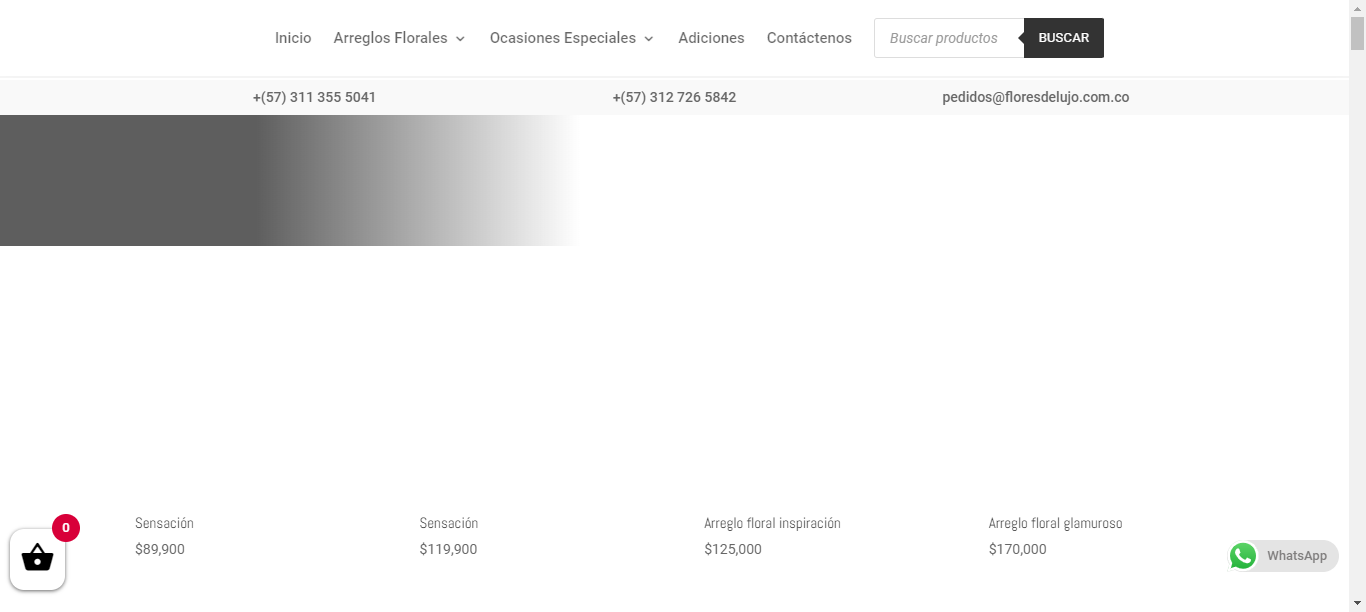 Inicio Arreglos Florales Ocasiones Especiales Adiciones Contáctenos Buscar productos BUSCAR
+(57) 311 355 5041 +(57) 312 726 5842 pedidos@floresdelujo.com.co
Sensación Sensación Arreglo floral inspiración Arreglo floral glamuroso
$89,900 $119,900 $125,000 $170,000
0
WhatsApp